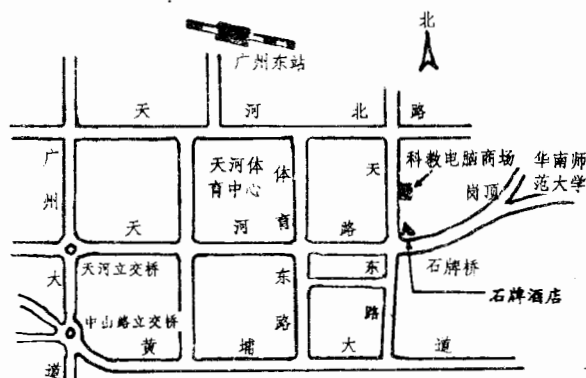 北
广州东站
天河北路
广州大道
天河体
育中心
体育东路
天河东路
科教电脑商场
华南师
范大学
岗顶
天河路
天河立交桥
石牌桥
石牌酒店
中山路立交桥
黄埔大道